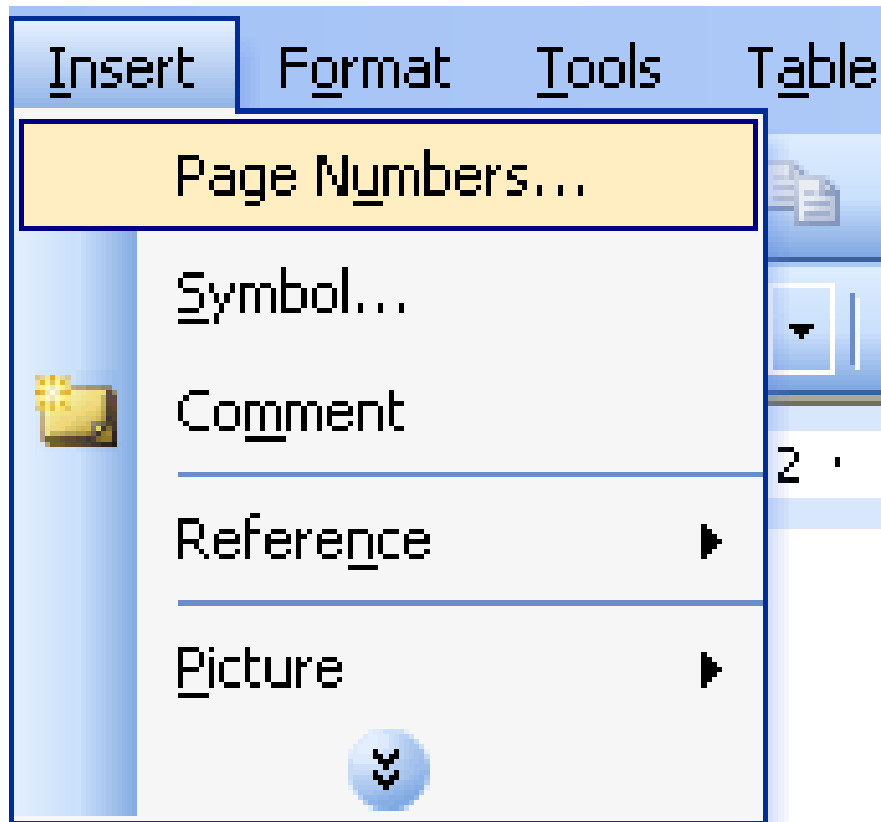 Insert Format Tools Table
Page Numbers...
Symbol...
Comment
2
Reference
Picture